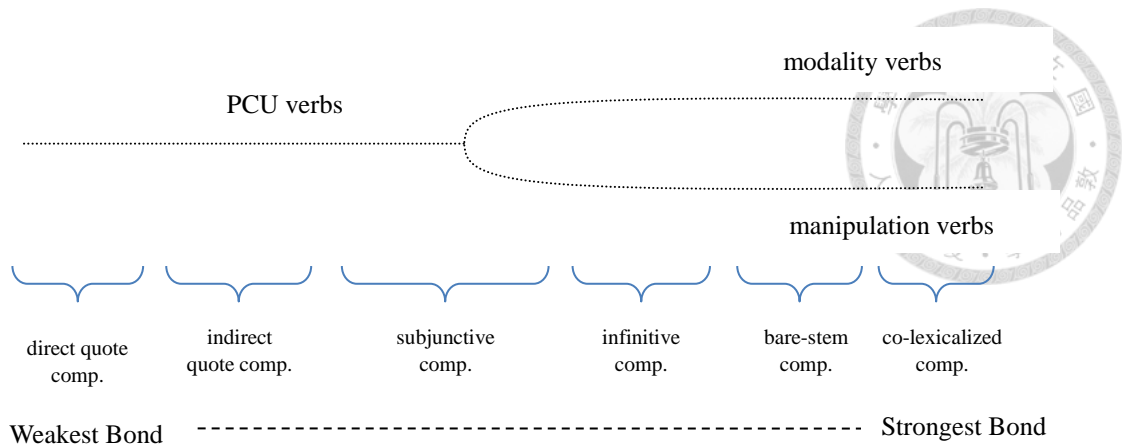 modality verbs
PCU verbs
manipulation verbs
direct quote
comp.
indirect
quote comp.
subjunctive
comp.
infinitive
comp.
bare-stem
comp.
co-lexicalized
comp.
Weakest Bond
Strongest Bond